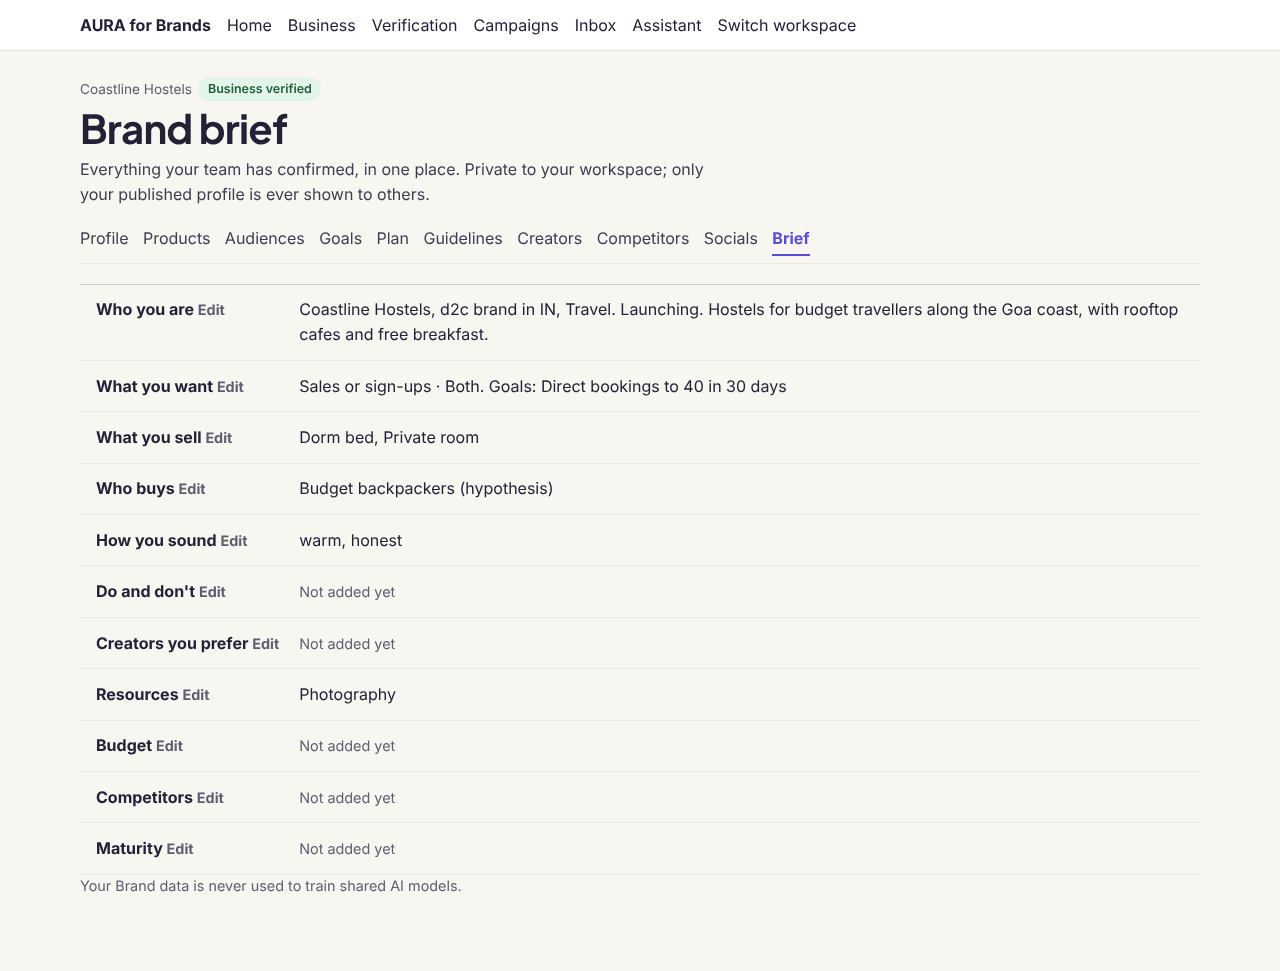 AURA for Brands Home Business Verification Campaigns Inbox Assistant Switch workspace
Coastline Hostels Business verified
Brand brief
Everything your team has confirmed, in one place. Private to your workspace; only
your published profile is ever shown to others.
Profile Products Audiences Goals Plan Guidelines Creators Competitors Socials Brief
Who you are Edit Coastline Hostels, d2c brand in IN, Travel. Launching. Hostels for budget travellers along the Goa coast, with rooftop
cafes and free breakfast.
What you want Edit Sales or sign-ups · Both. Goals: Direct bookings to 40 in 30 days
What you sell Edit Dorm bed, Private room
Who buys Edit Budget backpackers (hypothesis)
How you sound Edit warm, honest
Do and don't Edit Not added yet
Creators you prefer Edit Not added yet
Resources Edit Photography
Budget Edit Not added yet
Competitors Edit Not added yet
Maturity Edit Not added yet
Your Brand data is never used to train shared AI models.